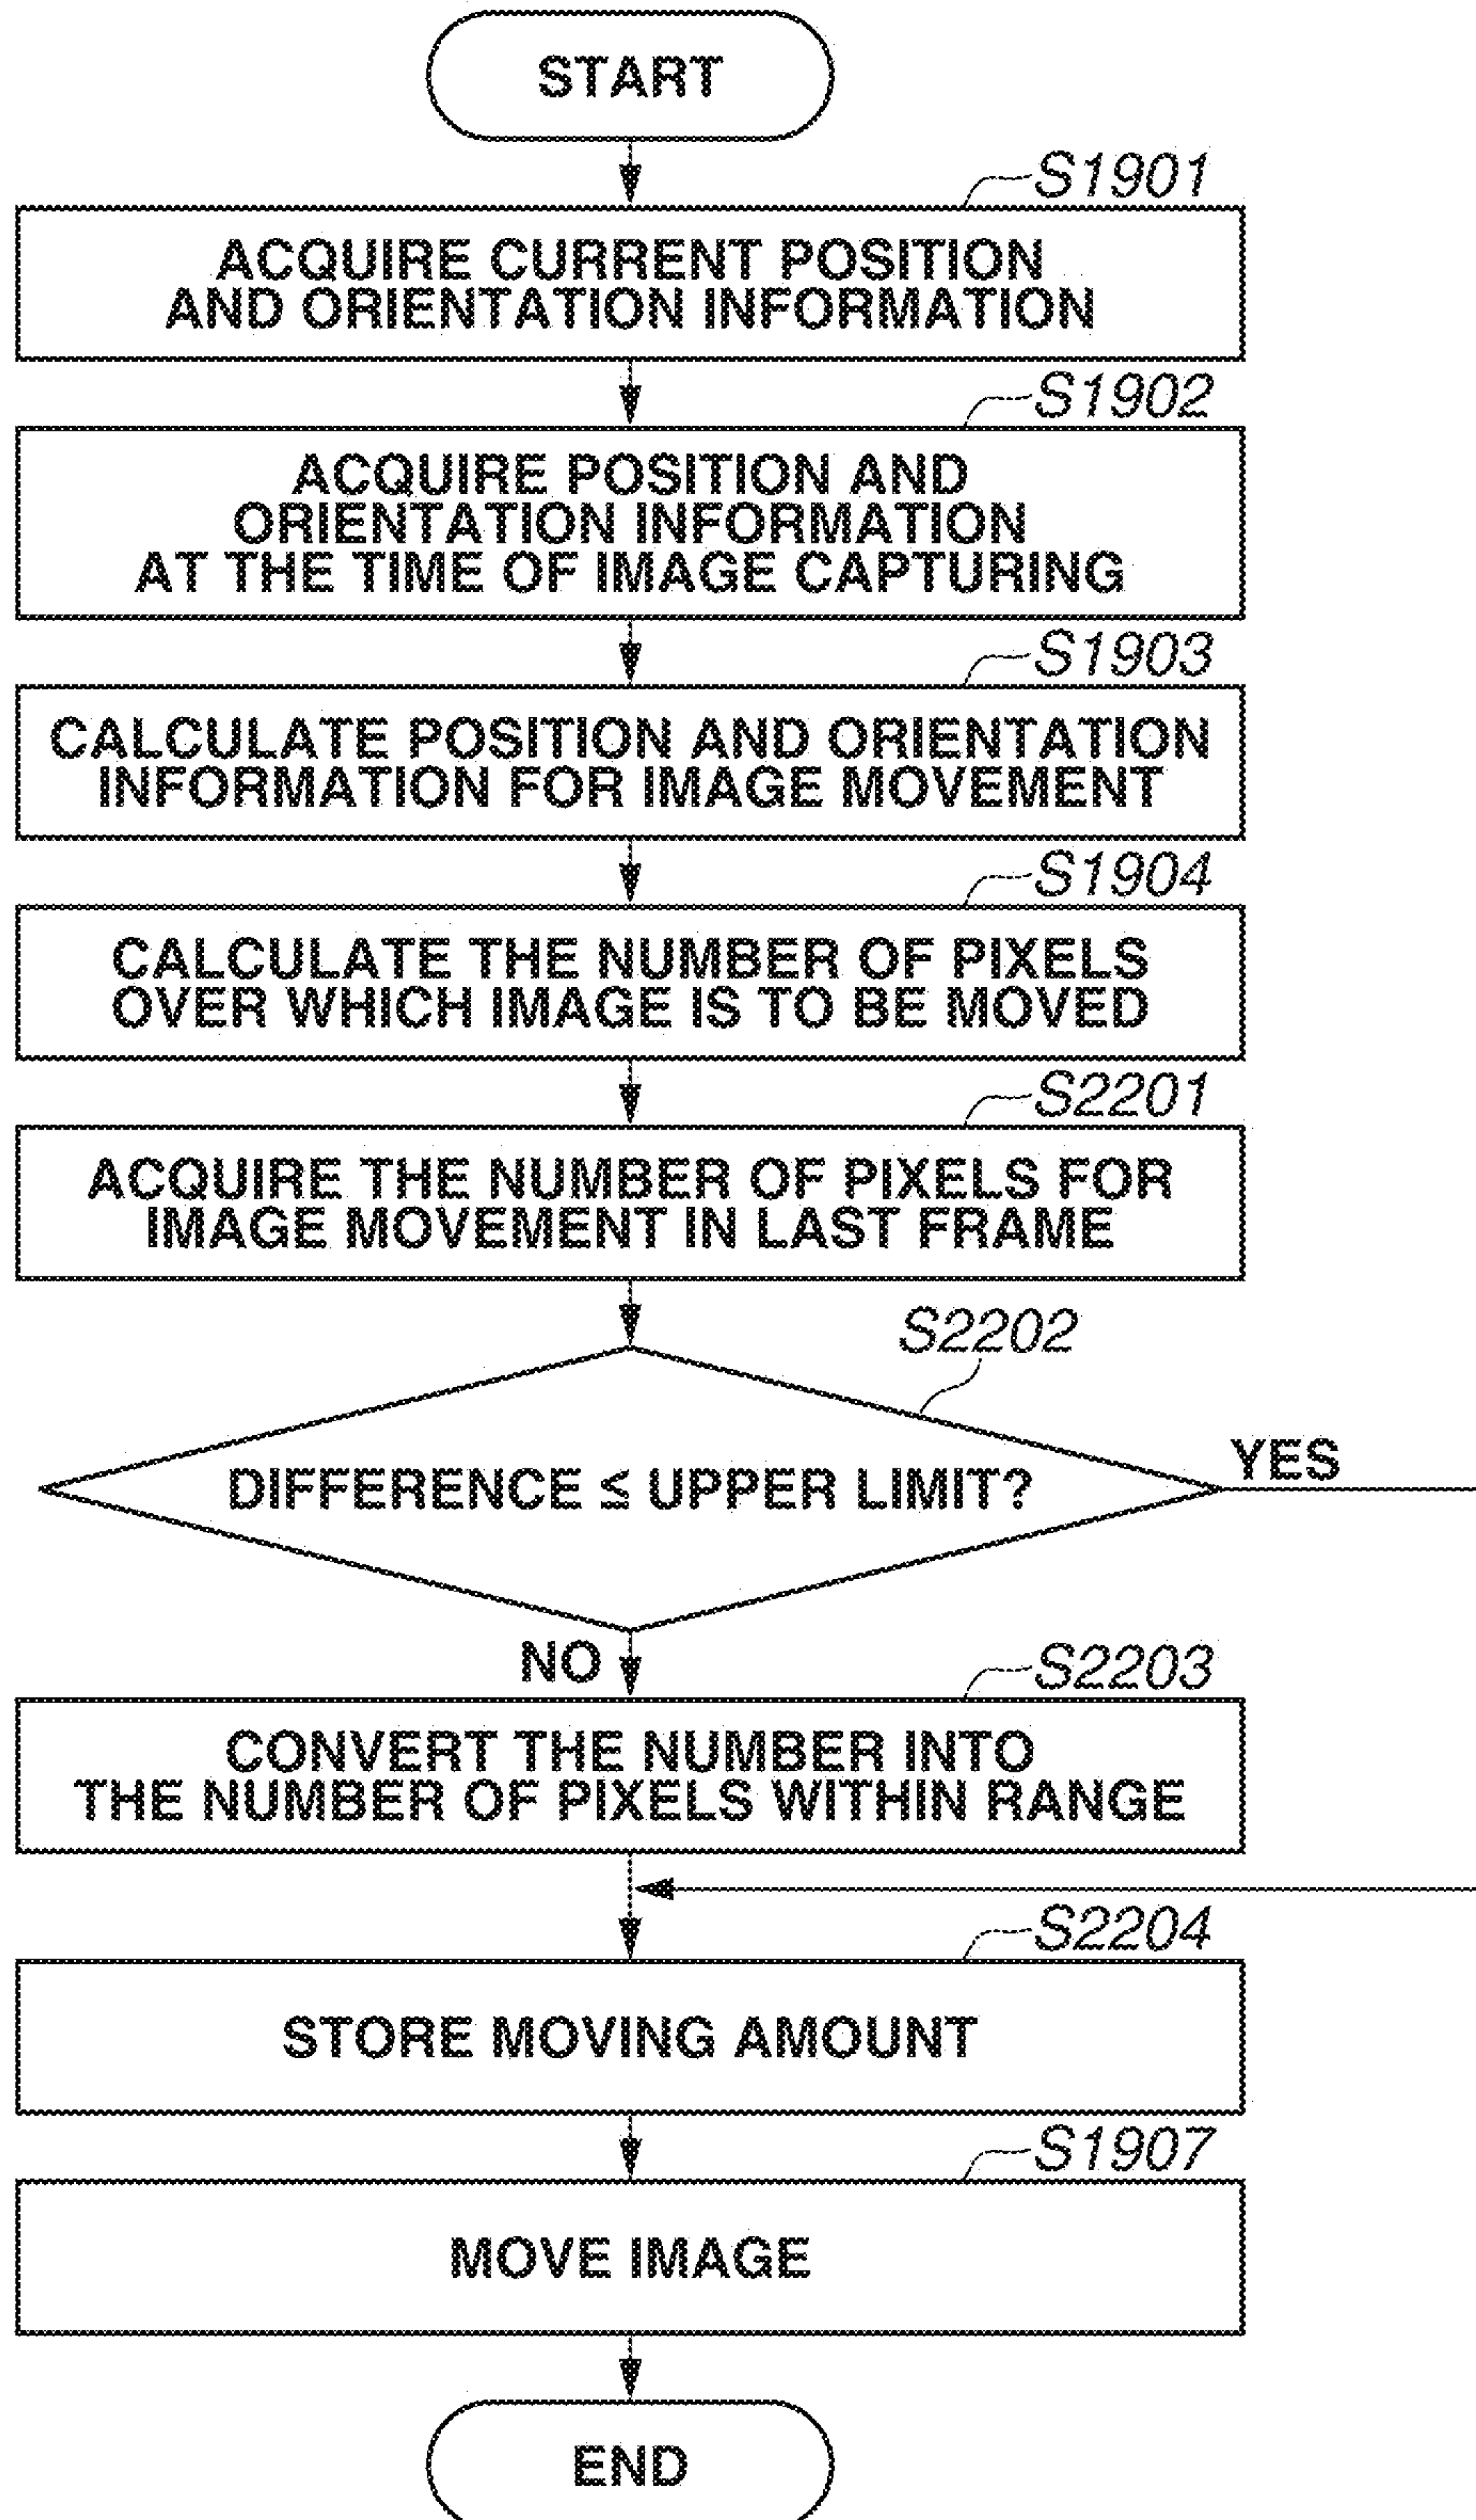 START
S1901
ACQUIRE CURRENT POSITION
AND ORIENTATION INFORMATION
S1902
ACQUIRE POSITION AND
ORIENTATION INFORMATION
AT THE TIME OF IMAGE CAPTURING
S1903
CALCULATE POSITION AND ORIENTATION
INFORMATION FOR IMAGE MOVEMENT
S1904
CALCULATE THE NUMBER OF PIXELS
OVER WHICH IMAGE IS TO BE MOVED
S2201
ACQUIRE THE NUMBER OF PIXELS FOR
IMAGE MOVEMENT IN LAST FRAME
S2202
DIFFERENCE ≤ UPPER LIMIT?
YES
NO
S2203
CONVERT THE NUMBER INTO
THE NUMBER OF PIXELS WITHIN RANGE
S2204
STORE MOVING AMOUNT
S1907
MOVE IMAGE
END